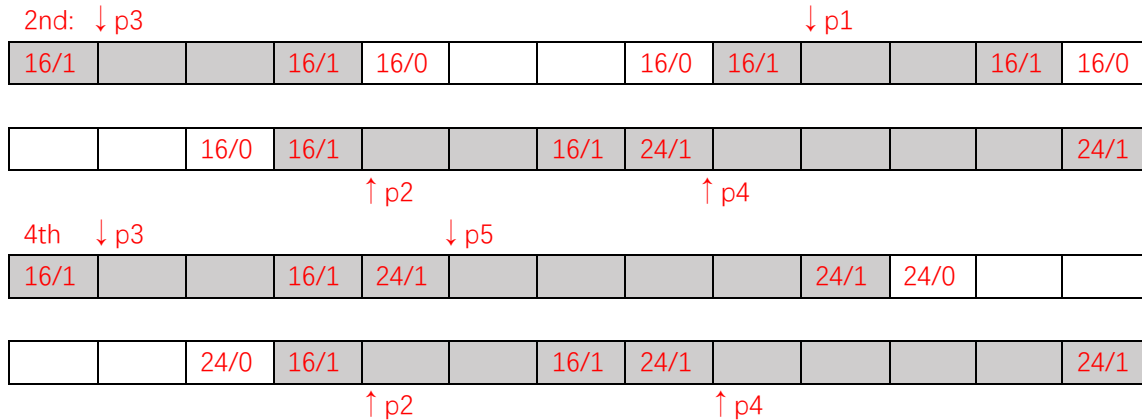 2nd: ↓ p3 ↓ p1
16/1 16/1 16/0 16/0 16/1 16/1 16/0
16/0 16/1 16/1 24/1 24/1
↑ p2 ↑ p4
4th ↓ p3 ↓ p5
16/1 16/1 24/1 24/1 24/0
24/0 16/1 16/1 24/1 24/1
↑ p2 ↑ p4